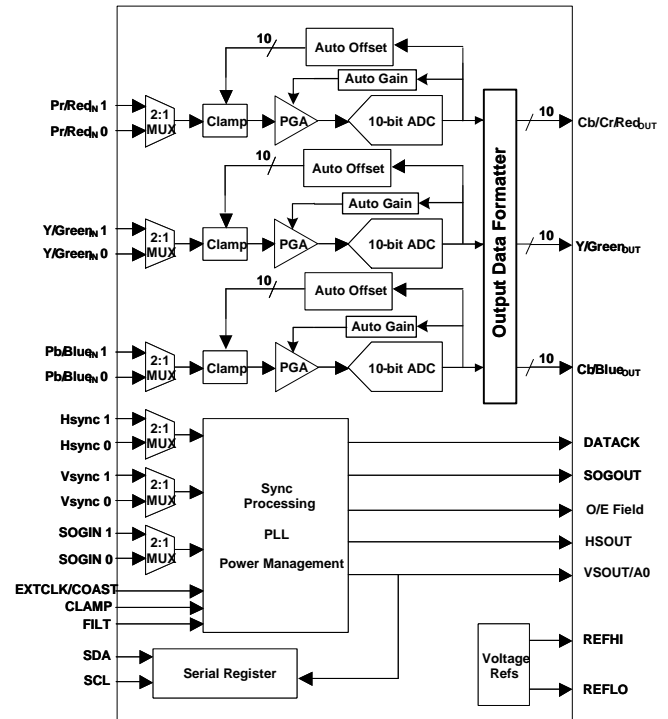 10
Auto Offset
Auto Gain
Pr/RedIN 1
Pr/RedIN 0
2:1
MUX
Clamp
PGA
10-bit ADC
10
Cb/Cr/RedOUT
10
Auto Offset
Auto Gain
Y/GreenIN 1
Y/GreenIN 0
2:1
MUX
Clamp
PGA
10-bit ADC
Output Data Formatter
10
Y/GreenOUT
10
Auto Offset
Auto Gain
Pb/BlueIN 1
Pb/BlueIN 0
2:1
MUX
Clamp
PGA
10-bit ADC
10
Cb/BlueOUT
Hsync 1
Hsync 0
2:1
MUX
Vsync 1
Vsync 0
2:1
MUX
SOGIN 1
SOGIN 0
2:1
MUX
EXTCLK/COAST
CLAMP
FILT
Sync
Processing
PLL
Power Management
DATACK
SOGOUT
O/E Field
HSOUT
VSOUT/A0
SDA
SCL
Serial Register
Voltage
Refs
REFHI
REFLO